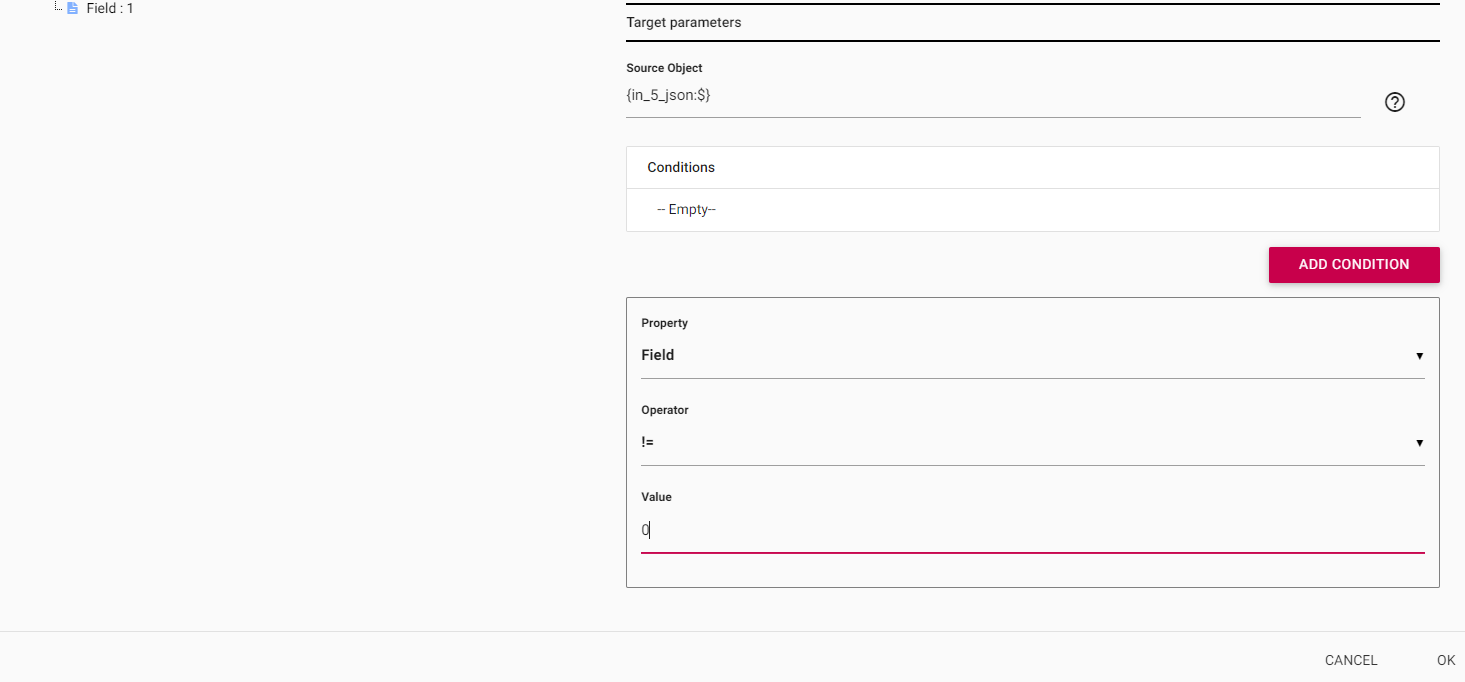 Field : 1
Target parameters
Source Object
{in_5_json:$}
?
Conditions
-- Empty--
ADD CONDITION
Property
Field
Operator
!=
Value
0
CANCEL OK